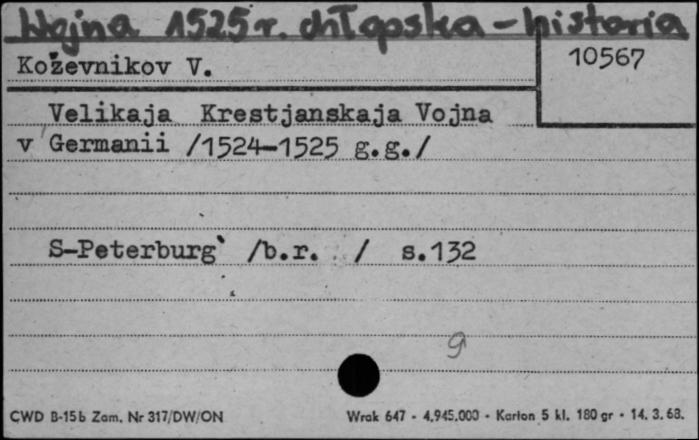 Wojna 1525 r. chłopska - historia
Koževnikov V.
10567
Velikaja Krestjanskaja Vojna
v Germanii /1524-1525 g.g./
S-Peterburg` /b.r. / s.132
9
CWD B-15b Zam. Nr 317/DW/ON
Wrak 647 - 4.945.000 - Karton 5 kl. 180 gr - 14. 3. 68.